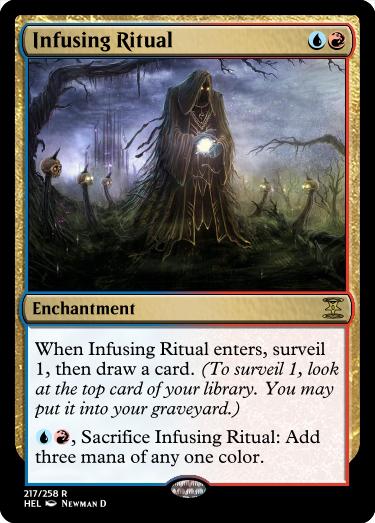 Infusing Ritual
Enchantment
When Infusing Ritual enters, surveil
1, then draw a card. (To surveil 1, look
at the top card of your library. You may
put it into your graveyard.)
, Sacrifice Infusing Ritual: Add
three mana of any one color.
217/258 R
HEL Newman D